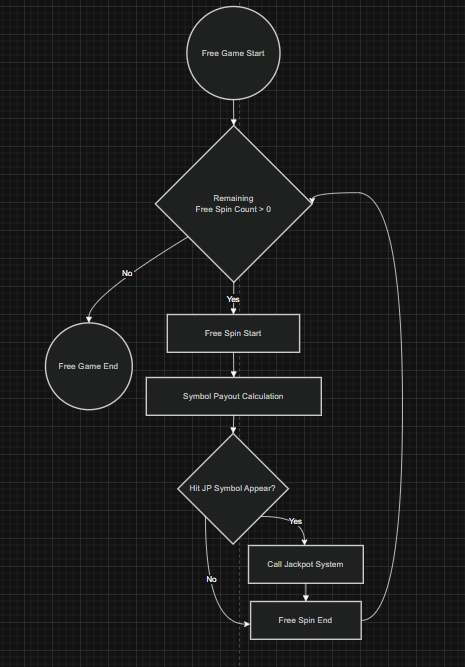 Free Game Start
Remaining
Free Spin Count > 0
No
Yes
Free Spin Start
Free Game End
Symbol Payout Calculation
Hit JP Symbol Appear?
Yes
Call Jackpot System
No
Free Spin End